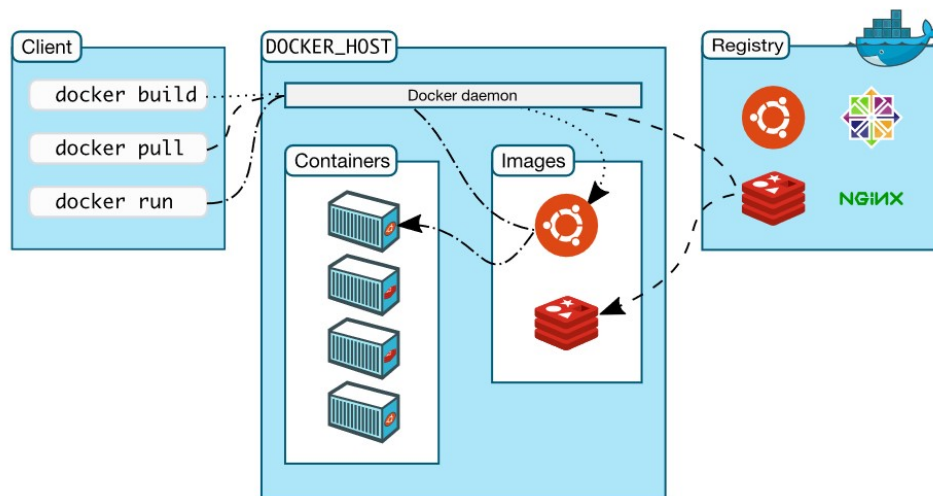 Client
DOCKER_HOST
Registry
docker build
Docker daemon
docker pull
docker run
Containers
Images
NGiNX